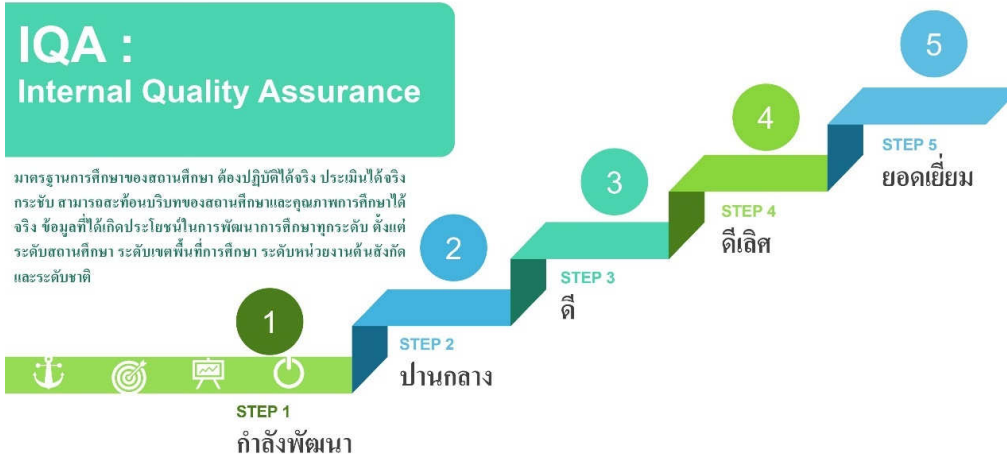 IQA :
Internal Quality Assurance
มาตรฐานการศึกษาของสถานศึกษา ต้องปฏิบัติได้จริง ประเมินได้จริง
กระชับ สามารถสะท้อนบริบทของสถานศึกษาและคุณภาพการศึกษาได้
จริง ข้อมูลที่ได้เกิดประโยชน์ในการพัฒนาการศึกษาทุกระดับ ตั้งแต่
ระดับสถานศึกษา ระดับเขตพื้นที่การศึกษา ระดับหน่วยงานต้นสังกัด
และระดับชาติ
1
STEP 1
กำลังพัฒนา
2
STEP 2
ปานกลาง
3
STEP 3
ดี
4
STEP 4
ดีเลิศ
5
STEP 5
ยอดเยี่ยม